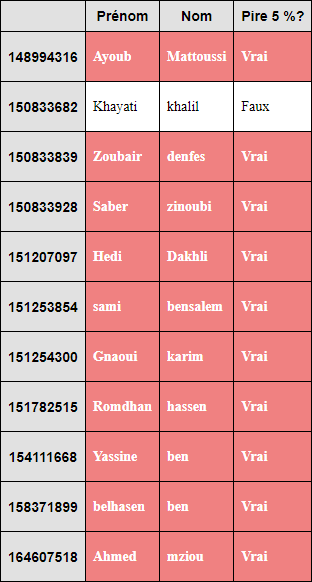 Prénom Nom Pire 5 %?
148994316 Ayoub Mattoussi Vrai
150833682 Khayati khalil Faux
150833839 Zoubair denfes Vrai
150833928 Saber zinoubi Vrai
151207097 Hedi Dakhli Vrai
151253854 sami bensalem Vrai
151254300 Gnaoui karim Vrai
151782515 Romdhan hassen Vrai
154111668 Yassine ben Vrai
158371899 belhasen ben Vrai
164607518 Ahmed mziou Vrai